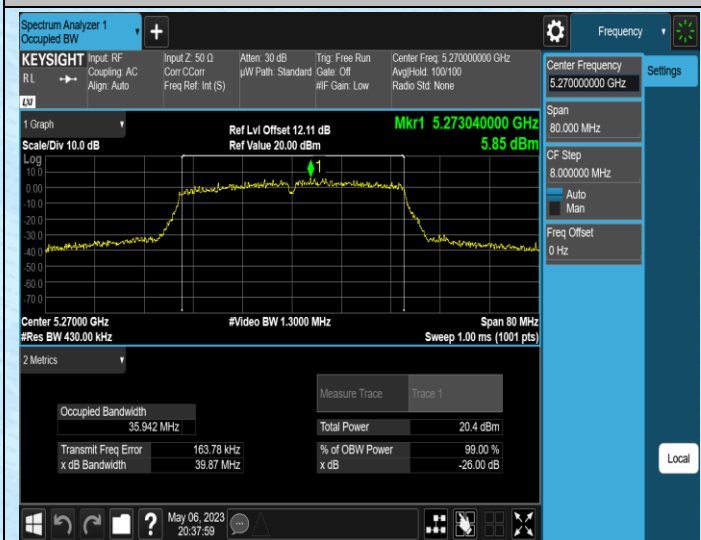 Spectrum Analyzer 1
Occupied BW
Frequency
KEYSIGHT
RL
LXI
Input: RF
Coupling: AC
Align: Auto
Input Z: 50 Ω
Corr CCorr
Freq Ref: Int (S)
Atten: 30 dB
µW Path: Standard
Trig: Free Run
Gate: Off
#IF Gain: Low
Center Freq: 5.270000000 GHz
Avg|Hold: 100/100
Radio Std: None
Center Frequency
5.270000000 GHz
Settings
Span
80.000 MHz
CF Step
8.000000 MHz
Auto
Man
Freq Offset
0 Hz
1 Graph
Scale/Div 10.0 dB
Ref Lvl Offset 12.11 dB
Ref Value 20.00 dBm
Mkr1 5.273040000 GHz
5.85 dBm
Log
10.0
0.00
-10.0
-20.0
-30.0
-40.0
-50.0
-60.0
-70.0
1
Center 5.27000 GHz
#Res BW 430.00 kHz
#Video BW 1.3000 MHz
Span 80 MHz
Sweep 1.00 ms (1001 pts)
2 Metrics
Measure Trace
Trace 1
Occupied Bandwidth
35.942 MHz
Total Power 20.4 dBm
Transmit Freq Error 163.78 kHz
% of OBW Power 99.00 %
x dB Bandwidth 39.87 MHz
x dB -26.00 dB
Local
?
May 06, 2023
20:37:59